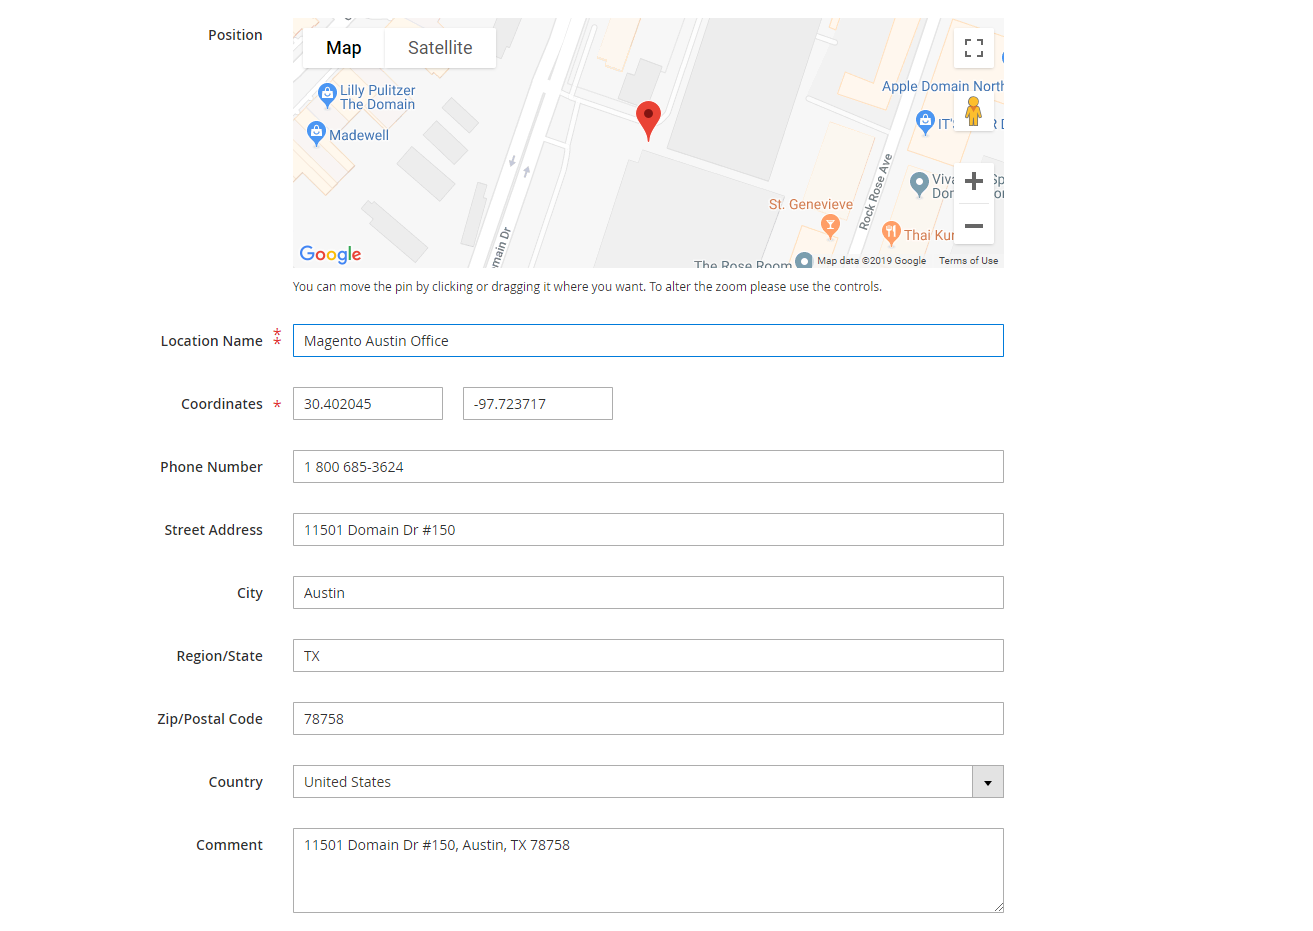 Position
Map
Satellite
Lilly Pulitzer
The Domain
Madewell
Apple Domain North
IT'
R D
Viva
Sp
Dor
on
Rock Rose Ave
St. Genevieve
Thai Kur
main Dr
The Rose Room
Google
Map data ©2019 Google
Terms of Use
You can move the pin by clicking or dragging it where you want. To alter the zoom please use the controls.
Location Name * *
Magento Austin Office
Coordinates *
30.402045
-97.723717
Phone Number
1 800 685-3624
Street Address
11501 Domain Dr #150
City
Austin
Region/State
TX
Zip/Postal Code
78758
Country
United States
Comment
11501 Domain Dr #150, Austin, TX 78758